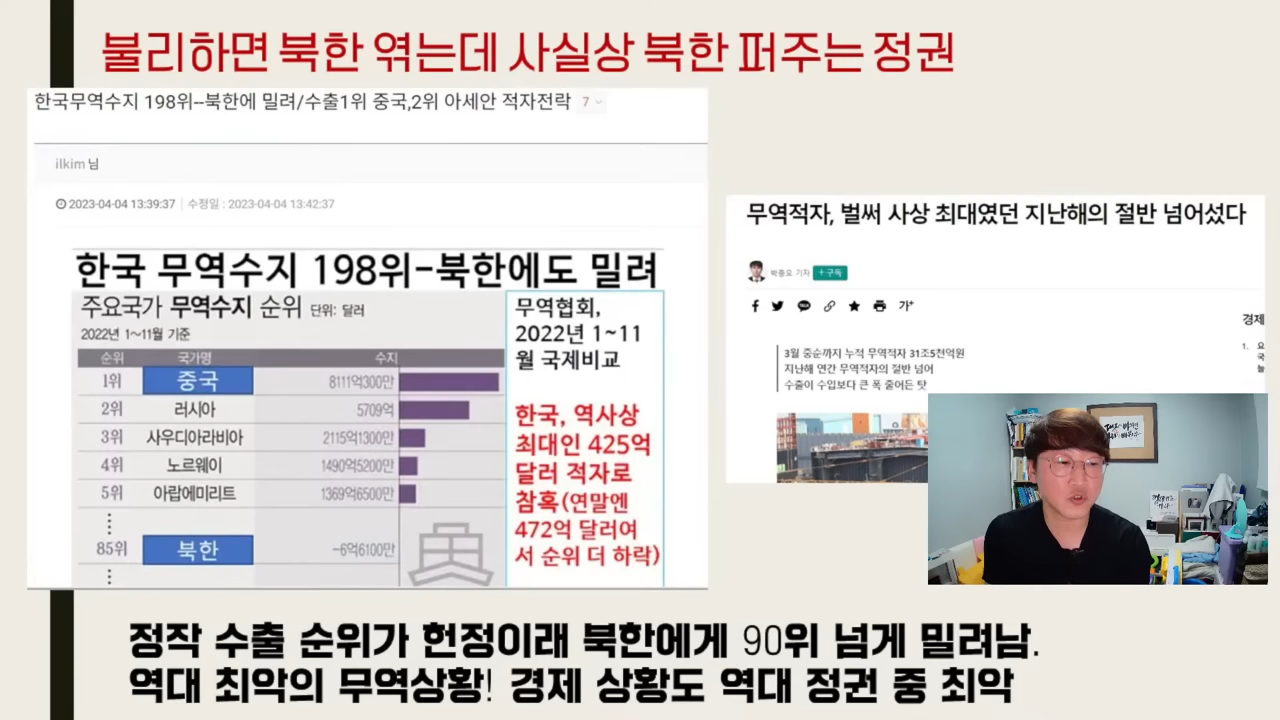 불리하면 북한 엮는데 사실상 북한 퍼주는 정권
한국무역수지 198위--북한에 밀려/수출1위 중국,2위 아세안 적자전락 7
ilkim 님
2023-04-04 13:39:37 | 수정일 : 2023-04-04 13:42:37
한국 무역수지 198위-북한에도 밀려
주요국가 무역수지 순위 단위: 달러
2022년 1~11월 기준
순위 국가명 수지
1위 중국 8111억300만
2위 러시아 5709억
3위 사우디아라비아 2115억1300만
4위 노르웨이 1490억5200만
5위 아랍에미리트 1369억6500만
85위 북한 -6억6100만
무역협회,
2022년 1~11
월 국제비교
한국, 역사상
최대인 425억
달러 적자로
참혹(연말엔
472억 달러여
서 순위 더 하락)
무역적자, 벌써 사상 최대였던 지난해의 절반 넘어섰다
박종오 기자 +구독
가+
경제
1. 요
국
늘
3월 중순까지 누적 무역적자 31조5천억원
지난해 연간 무역적자의 절반 넘어
수출이 수입보다 큰 폭 줄어든 탓
정작 수출 순위가 헌정이래 북한에게 90위 넘게 밀려남.
역대 최악의 무역상황! 경제 상황도 역대 정권 중 최악